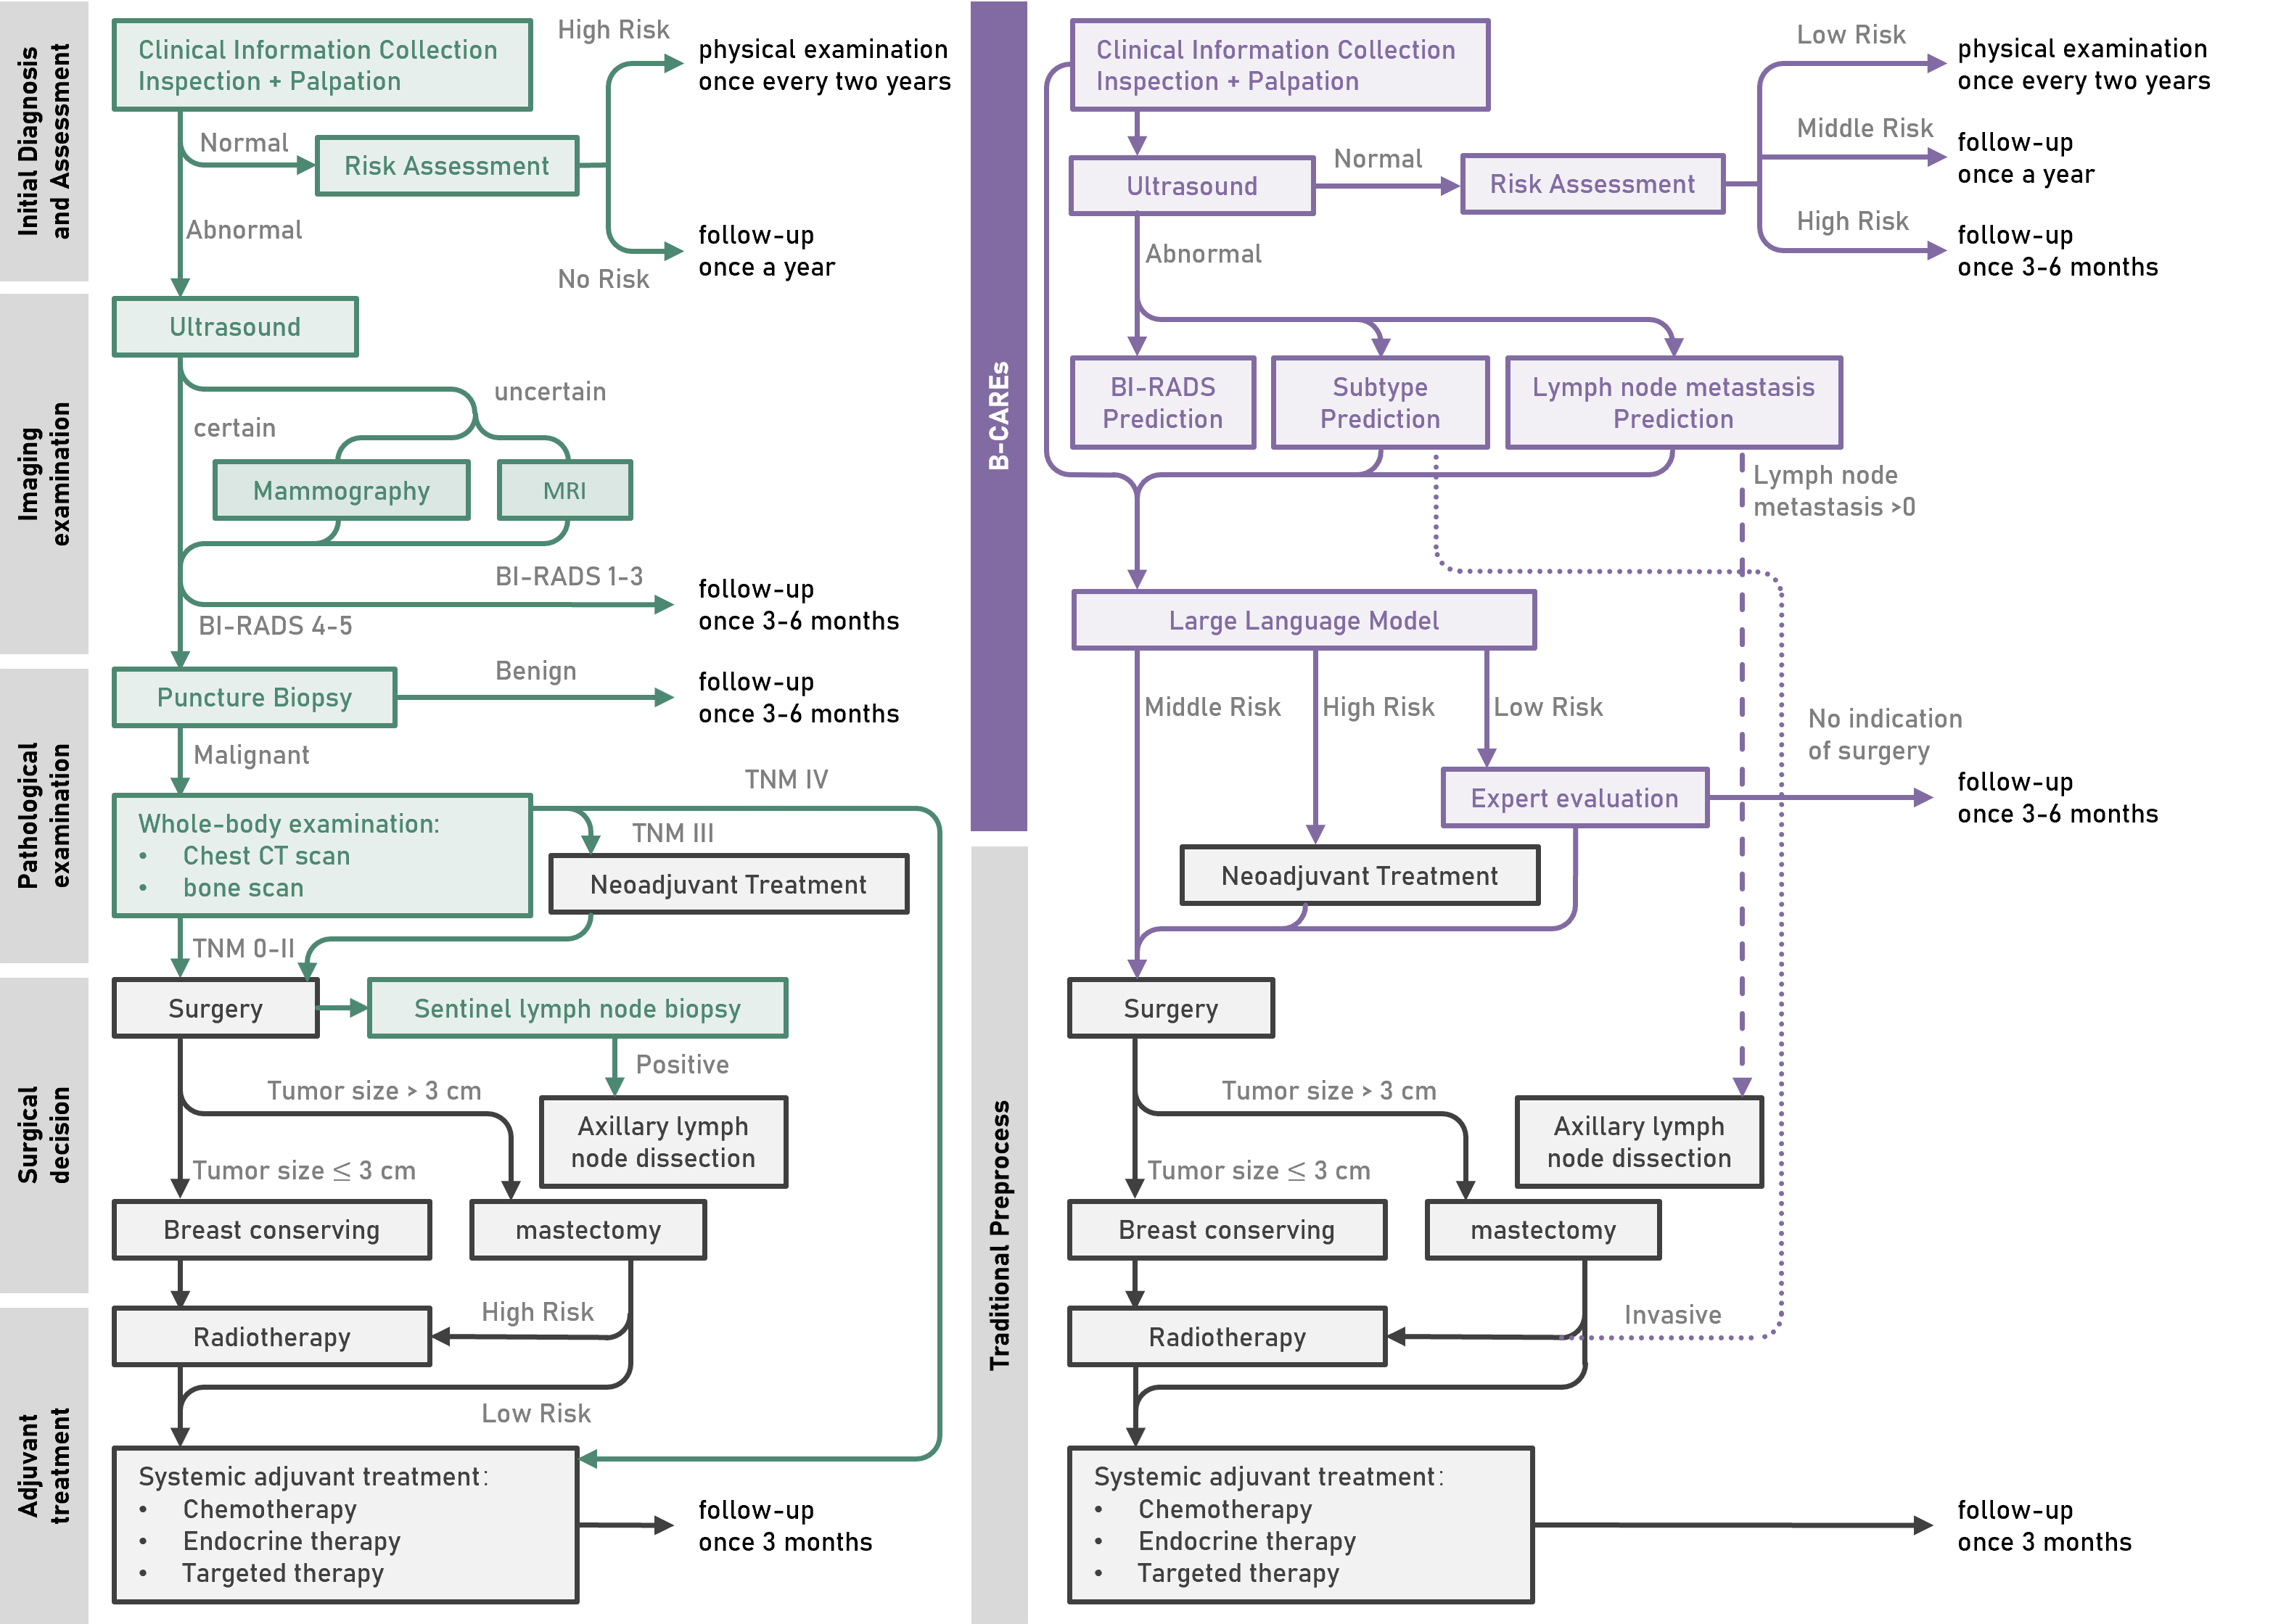 Initial Diagnosis
and Assessment
Clinical Information Collection
Inspection + Palpation
High Risk
physical examination
once every two years
Normal
Risk Assessment
Abnormal
follow-up
once a year
No Risk
Imaging
examination
Ultrasound
uncertain
certain
Mammography
MRI
BI-RADS 1-3
follow-up
once 3-6 months
BI-RADS 4-5
Pathological
examination
Puncture Biopsy
Benign
follow-up
once 3-6 months
Malignant
TNM IV
Whole-body examination:
• Chest CT scan
• bone scan
TNM III
Neoadjuvant Treatment
TNM 0-II
Surgical
decision
Surgery
Sentinel lymph node biopsy
Positive
Tumor size > 3 cm
Axillary lymph
node dissection
Tumor size ≤ 3 cm
Breast conserving
mastectomy
Adjuvant
treatment
High Risk
Radiotherapy
Low Risk
Systemic adjuvant treatment:
• Chemotherapy
• Endocrine therapy
• Targeted therapy
follow-up
once 3 months
B-CAREs
Clinical Information Collection
Inspection + Palpation
Low Risk
physical examination
once every two years
Middle Risk
follow-up
once a year
Ultrasound
Normal
Risk Assessment
High Risk
follow-up
once 3-6 months
Abnormal
BI-RADS
Prediction
Subtype
Prediction
Lymph node metastasis
Prediction
Lymph node
metastasis >0
Large Language Model
Middle Risk
High Risk
Low Risk
No indication
of surgery
Expert evaluation
follow-up
once 3-6 months
Traditional Preprocess
Neoadjuvant Treatment
Surgery
Tumor size > 3 cm
Axillary lymph
node dissection
Tumor size ≤ 3 cm
Breast conserving
mastectomy
Invasive
Radiotherapy
Systemic adjuvant treatment:
• Chemotherapy
• Endocrine therapy
• Targeted therapy
follow-up
once 3 months